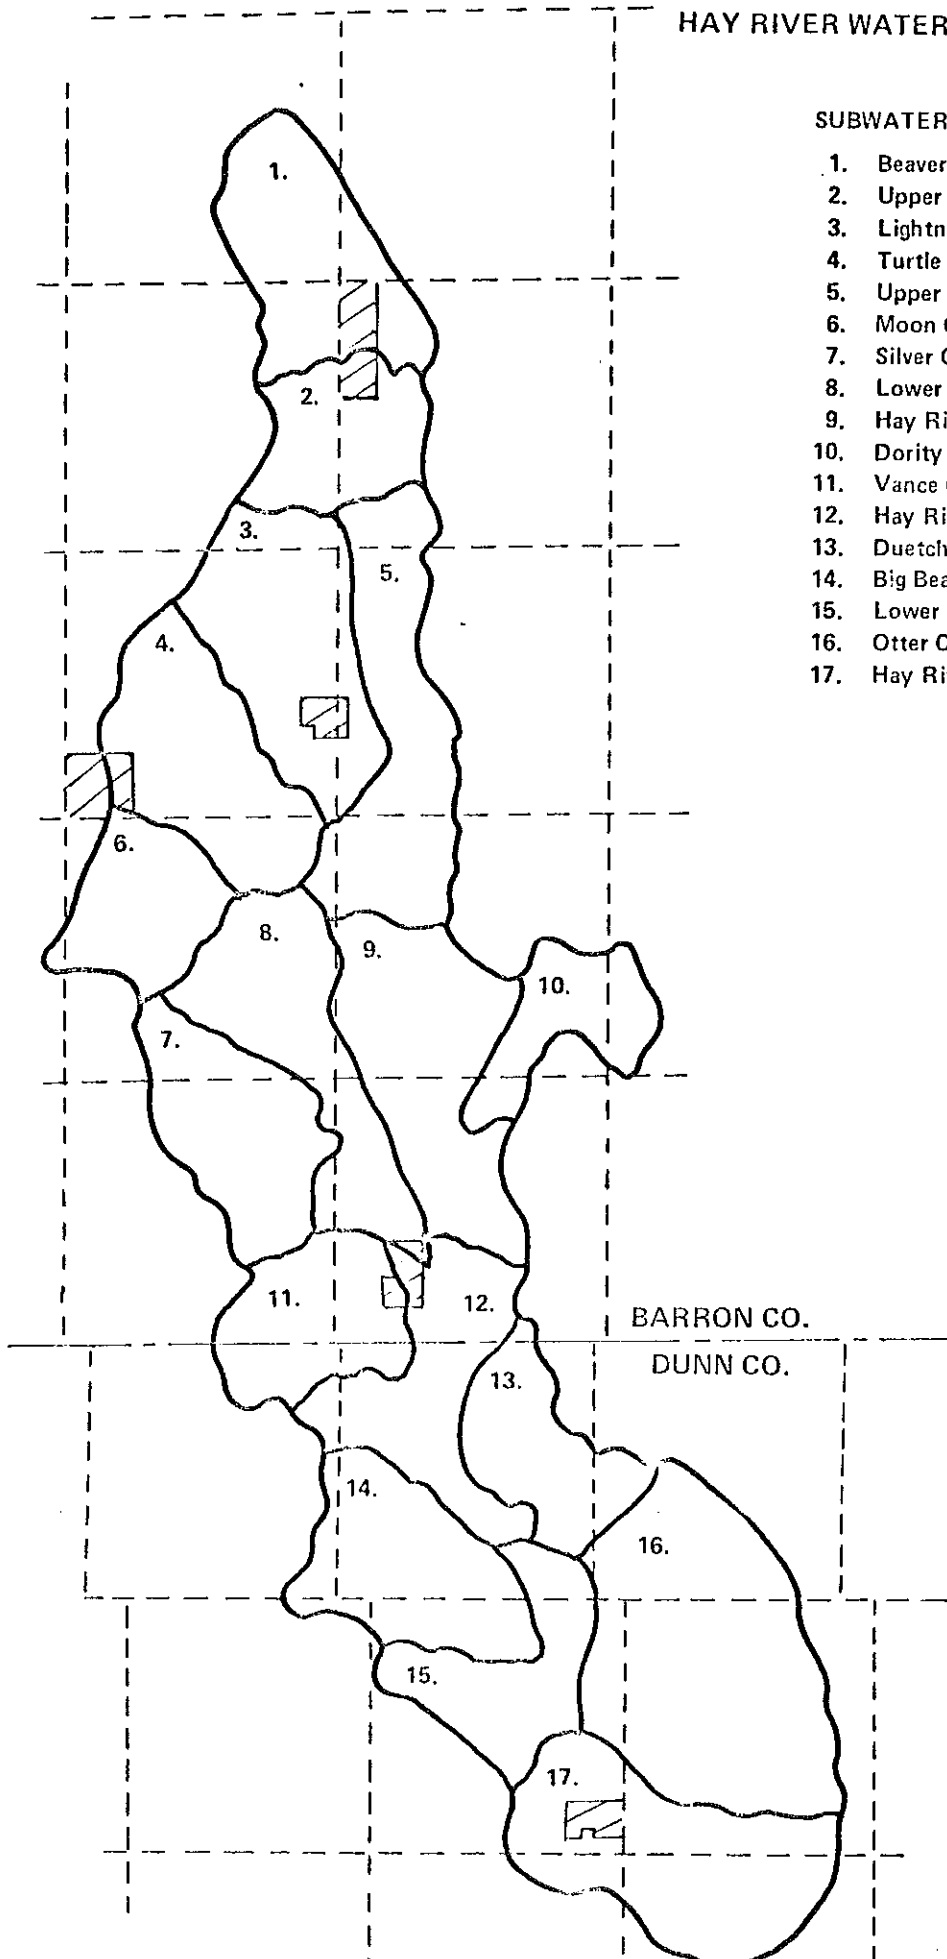 HAY RIVER WATER
SUBWATER
1. Beaver
2. Upper
3. Lightn
4. Turtle
5. Upper
6. Moon
7. Silver
8. Lower
9. Hay Ri
10. Dority
11. Vance
12. Hay Ri
13. Duetch
14. Big Bea
15. Lower
16. Otter C
17. Hay Ri
1.
2.
3.
5.
4.
6.
8.
9.
10.
7.
11.
12.
BARRON CO.
DUNN CO.
13.
14.
16.
15.
17.